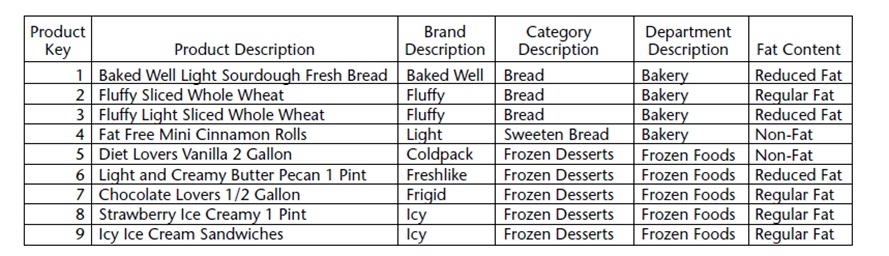 Product Key Product Description Brand Description Category Description Department Description Fat Content
1 Baked Well Light Sourdough Fresh Bread Baked Well Bread Bakery Reduced Fat
2 Fluffy Sliced Whole Wheat Fluffy Bread Bakery Regular Fat
3 Fluffy Light Sliced Whole Wheat Fluffy Bread Bakery Reduced Fat
4 Fat Free Mini Cinnamon Rolls Light Sweeten Bread Bakery Non-Fat
5 Diet Lovers Vanilla 2 Gallon Coldpack Frozen Desserts Frozen Foods Non-Fat
6 Light and Creamy Butter Pecan 1 Pint Freshlike Frozen Desserts Frozen Foods Reduced Fat
7 Chocolate Lovers 1/2 Gallon Frigid Frozen Desserts Frozen Foods Regular Fat
8 Strawberry Ice Creamy 1 Pint Icy Frozen Desserts Frozen Foods Regular Fat
9 Icy Ice Cream Sandwiches Icy Frozen Desserts Frozen Foods Regular Fat